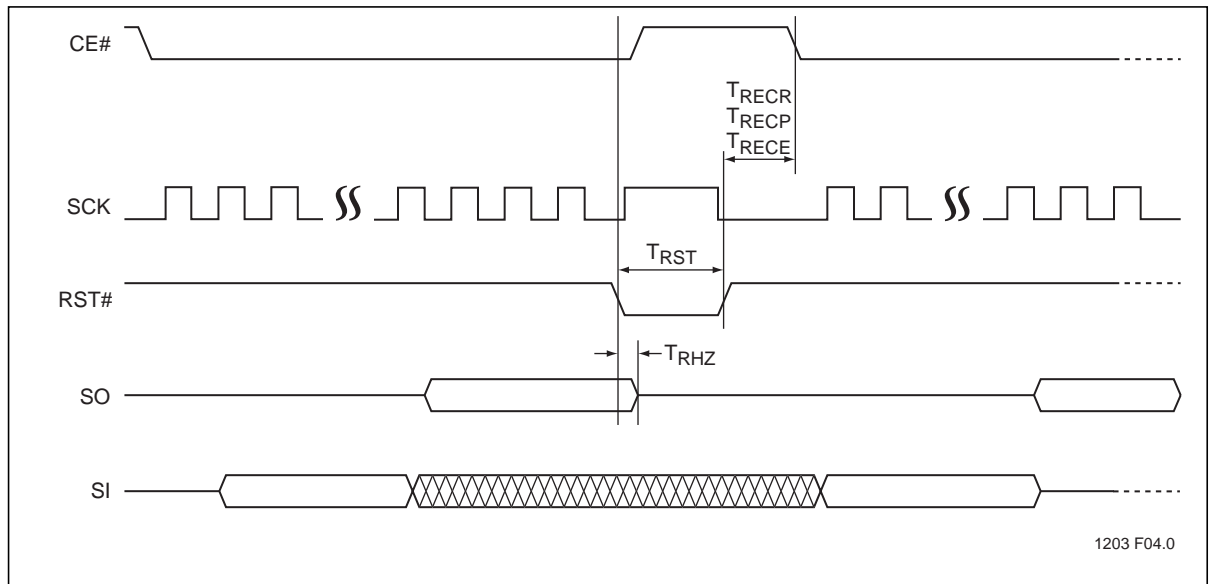 CE#
TRECR
TRECP
TRECE
SCK
TRST
RST#
TRHZ
SO
SI
1203 F04.0